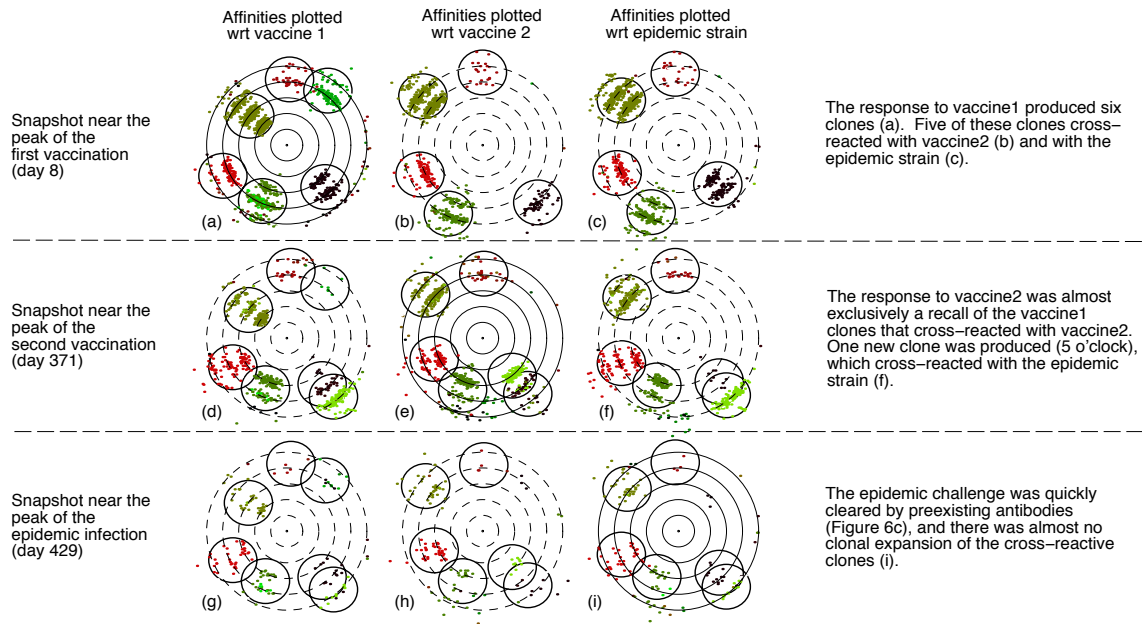 Affinities plotted
wrt vaccine 1
Affinities plotted
wrt vaccine 2
Affinities plotted
wrt epidemic strain
Snapshot near the
peak of the
first vaccination
(day 8)
(a)
(b)
(c)
The response to vaccine1 produced six
clones (a).  Five of these clones cross-
reacted with vaccine2 (b) and with the
epidemic strain (c).
Snapshot near the
peak of the
second vaccination
(day 371)
(d)
(e)
(f)
The response to vaccine2 was almost
exclusively a recall of the vaccine1
clones that cross-reacted with vaccine2.
One new clone was produced (5 o'clock),
which cross-reacted with the epidemic
strain (f).
Snapshot near the
peak of the
epidemic infection
(day 429)
(g)
(h)
(i)
The epidemic challenge was quickly
cleared by preexisting antibodies
(Figure 6c), and there was almost no
clonal expansion of the cross-reactive
clones (i).